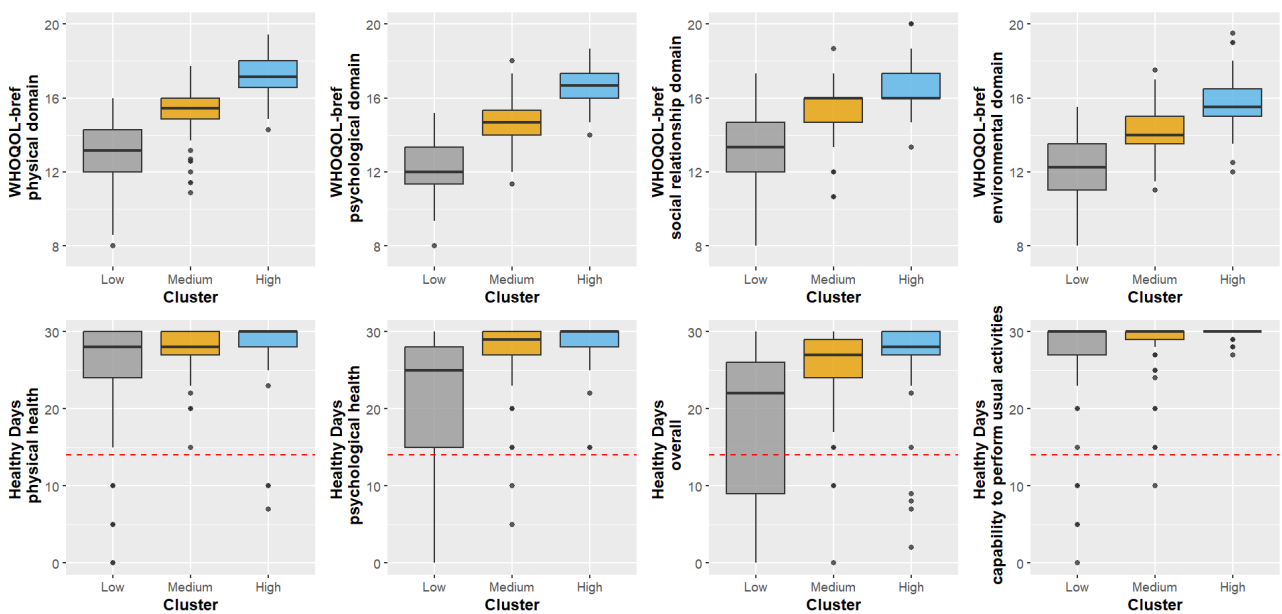 WHOQOL-bref
physical domain
20
16
12
8
Low Medium High
Cluster
WHOQOL-bref
psychological domain
20
16
12
8
Low Medium High
Cluster
WHOQOL-bref
social relationship domain
20
16
12
8
Low Medium High
Cluster
WHOQOL-bref
environmental domain
20
16
12
8
Low Medium High
Cluster
Healthy Days
physical health
30
20
10
0
Low Medium High
Cluster
Healthy Days
psychological health
30
20
10
0
Low Medium High
Cluster
Healthy Days
overall
30
20
10
0
Low Medium High
Cluster
Healthy Days
capability to perform usual activities
30
20
10
0
Low Medium High
Cluster